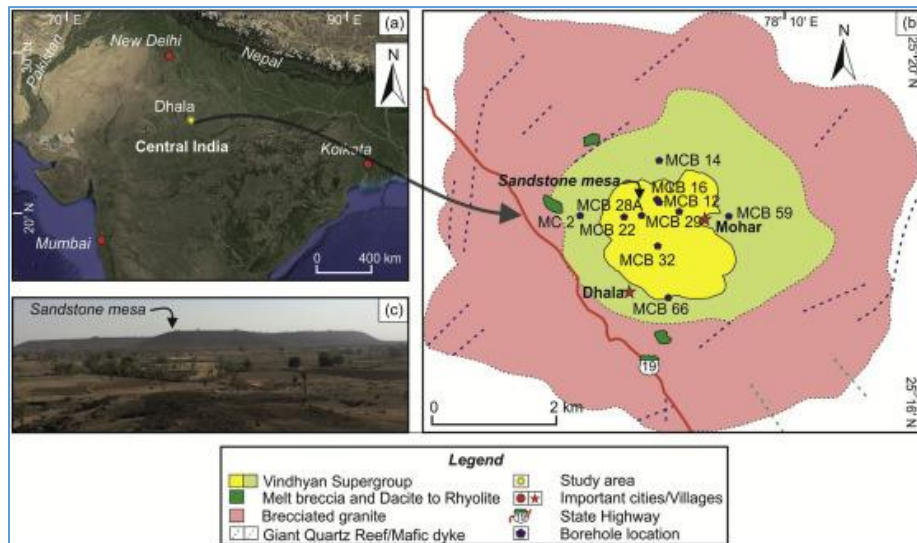 (a)
70 E
90 E
N
Pakistan
New Delhi
Nepal
30 N
Dhala
Central India
Kolkata
20° N
Mumbai
0 400 km
(b)
78° 10' E
25° 20' N
N
MCB 14
Sandstone mesa
MCB 16
MCB 28A
MCB 12
MC 2
MCB 22
MCB 29
MCB 59
Mohar
MCB 32
Dhala
MCB 66
19
0 2 km
25° 16' N
Sandstone mesa
(c)
Legend
Vindhyan Supergroup
Melt breccia and Dacite to Rhyolite
Brecciated granite
Giant Quartz Reef/Mafic dyke
Study area
Important cities/Villages
State Highway
Borehole location